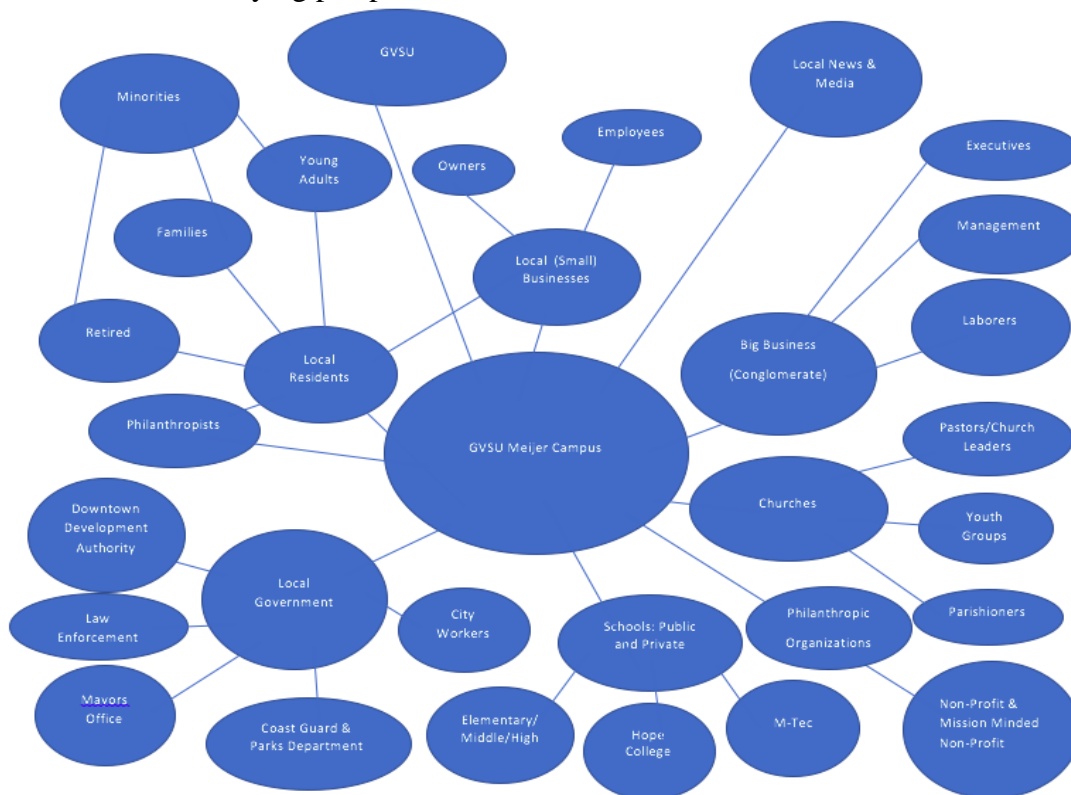 GVSU
Local News &
Media
Minorities
Employees
Executives
Young
Adults
Owners
Management
Families
Local (Small)
Businesses
Laborers
Retired
Local
Residents
Big Business
(Conglomerate)
Philanthropists
GVSU Meijer Campus
Pastors/Church
Leaders
Churches
Youth
Groups
Downtown
Development
Authority
Local
Government
Law
Enforcement
City
Workers
Schools: Public
and Private
Philanthropic
Organizations
Parishioners
Mavors
Office
Coast Guard &
Parks Department
Elementary/
Middle/High
Hope
College
M-Tec
Non-Profit &
Mission Minded
Non-Profit